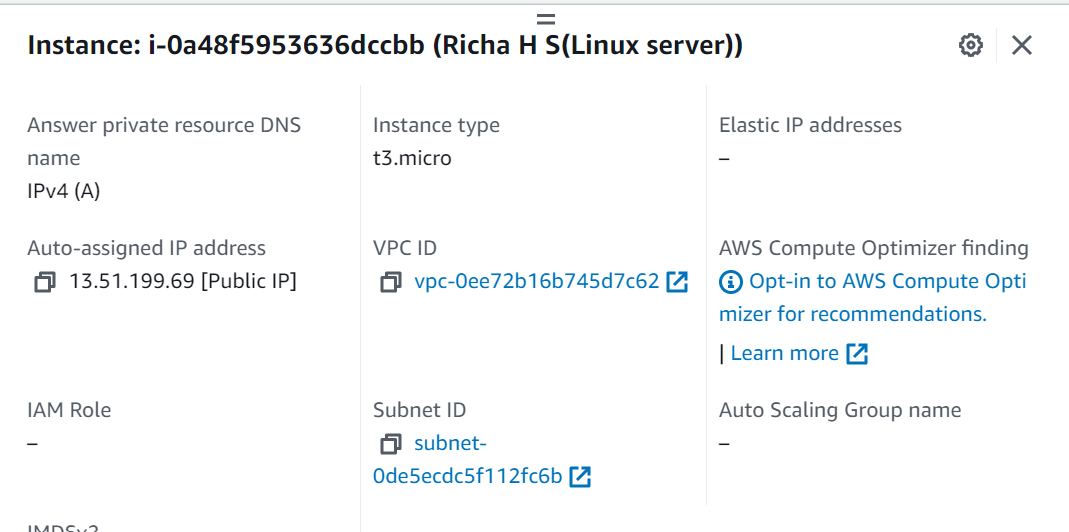 Instance: i-0a48f5953636dccbb (Richa H S(Linux server))
Answer private resource DNS
name
IPv4 (A)
Instance type
t3.micro
Elastic IP addresses
–
Auto-assigned IP address
13.51.199.69 [Public IP]
VPC ID
vpc-0ee72b16b745d7c62
AWS Compute Optimizer finding
Opt-in to AWS Compute Opti
mizer for recommendations.
| Learn more
IAM Role
–
Subnet ID
subnet-
0de5ecdc5f112fc6b
Auto Scaling Group name
–